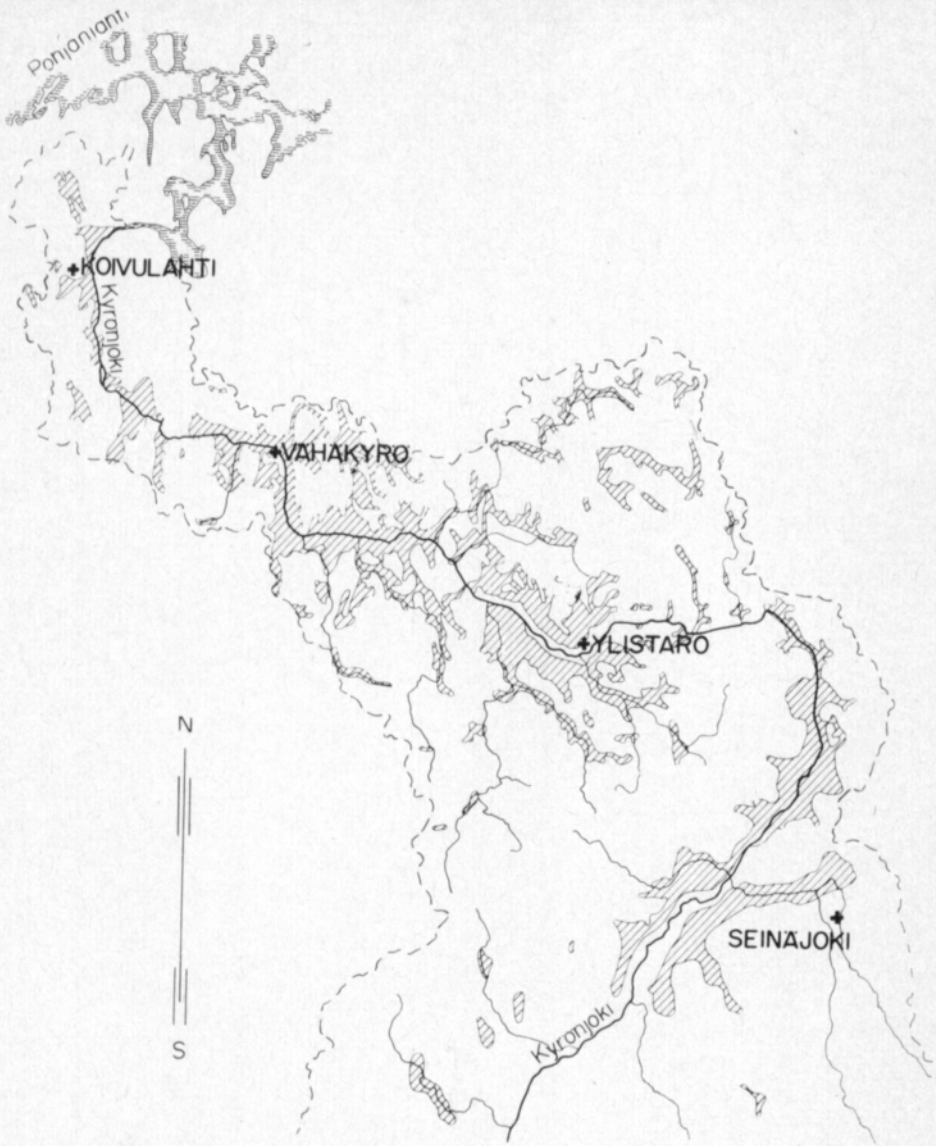 Pohjanlahti
KOIVULAHTI
Kyrönjoki
VÄHÄKYRÖ
YLISTARO
N
SEINÄJOKI
Kyrönjoki
S